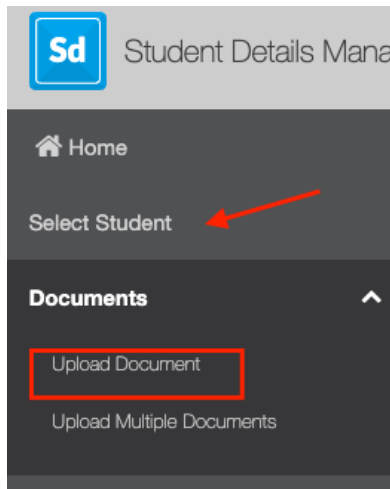 Sd
Student Details Mana
Home
Select Student
Documents
Upload Document
Upload Multiple Documents